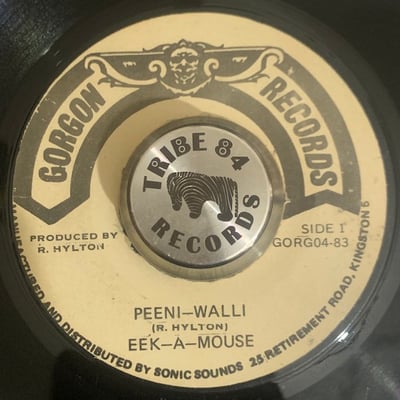 GORGON RECORDS
TRIBE 84
RECORDS
PRODUCED BY
R. HYLTON
SIDE 1
GORG04-83
PEENI-WALLI
(R. HYLTON)
EEK-A-MOUSE
MANUFACTURED AND DISTRIBUTED BY SONIC SOUNDS 25 RETIREMENT ROAD, KINGSTON 5